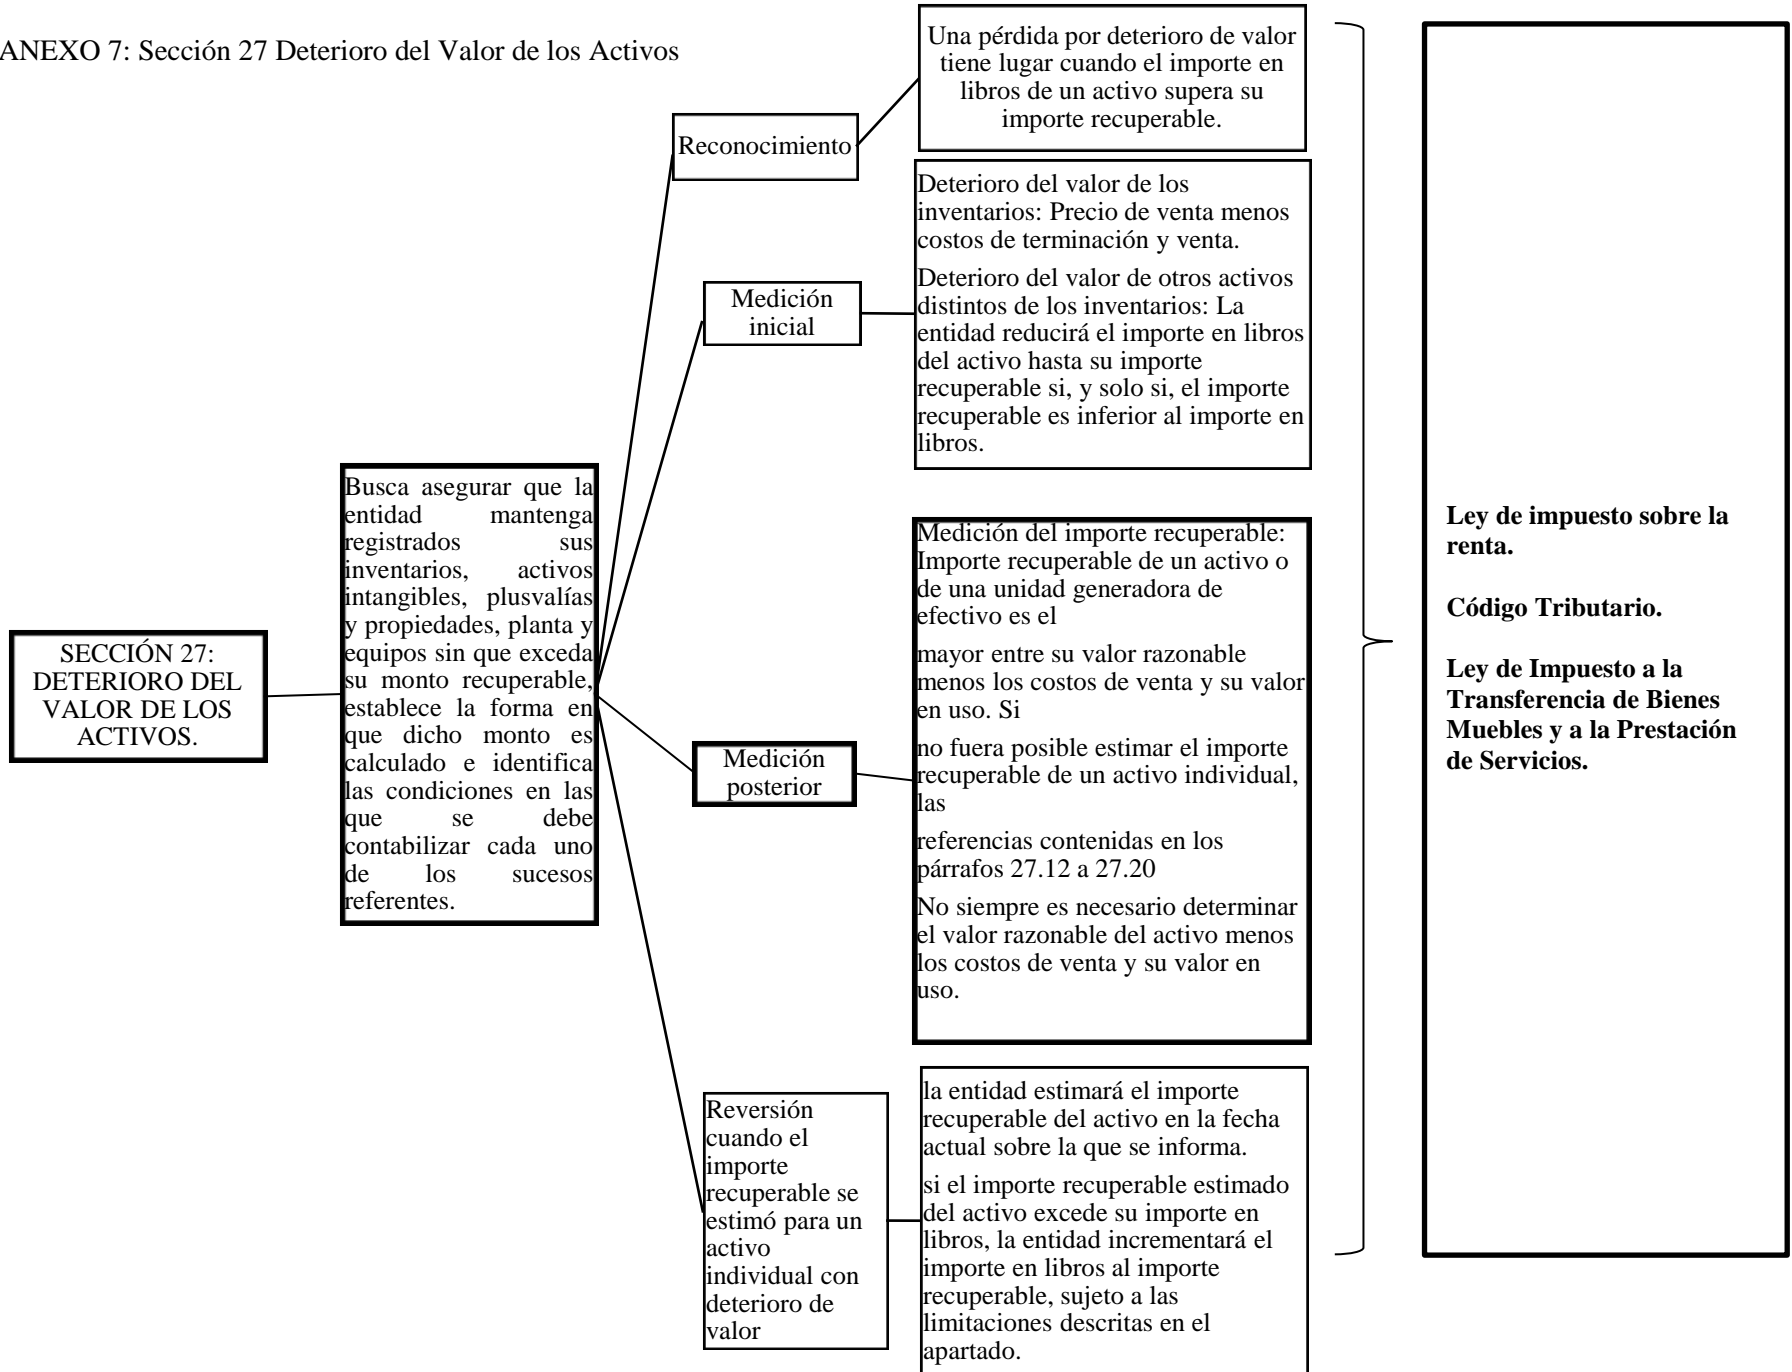 ANEXO 7: Sección 27 Deterioro del Valor de los Activos
SECCIÓN 27:
DETERIORO DEL
VALOR DE LOS
ACTIVOS.
Busca asegurar que la
entidad mantenga
registrados sus
inventarios, activos
intangibles, plusvalías
y propiedades, planta y
equipos sin que exceda
su monto recuperable,
establece la forma en
que dicho monto es
calculado e identifica
las condiciones en las
que se debe
contabilizar cada uno
de los sucesos
referentes.
Reconocimiento
Una pérdida por deterioro de valor
tiene lugar cuando el importe en
libros de un activo supera su
importe recuperable.
Medición
inicial
Deterioro del valor de los
inventarios: Precio de venta menos
costos de terminación y venta.
Deterioro del valor de otros activos
distintos de los inventarios: La
entidad reducirá el importe en libros
del activo hasta su importe
recuperable si, y solo si, el importe
recuperable es inferior al importe en
libros.
Medición
posterior
Medición del importe recuperable:
Importe recuperable de un activo o
de una unidad generadora de
efectivo es el
mayor entre su valor razonable
menos los costos de venta y su valor
en uso. Si
no fuera posible estimar el importe
recuperable de un activo individual,
las
referencias contenidas en los
párrafos 27.12 a 27.20
No siempre es necesario determinar
el valor razonable del activo menos
los costos de venta y su valor en
uso.
Reversión
cuando el
importe
recuperable se
estimó para un
activo
individual con
deterioro de
valor
la entidad estimará el importe
recuperable del activo en la fecha
actual sobre la que se informa.
si el importe recuperable estimado
del activo excede su importe en
libros, la entidad incrementará el
importe en libros al importe
recuperable, sujeto a las
limitaciones descritas en el
apartado.
Ley de impuesto sobre la
renta.
Código Tributario.
Ley de Impuesto a la
Transferencia de Bienes
Muebles y a la Prestación
de Servicios.